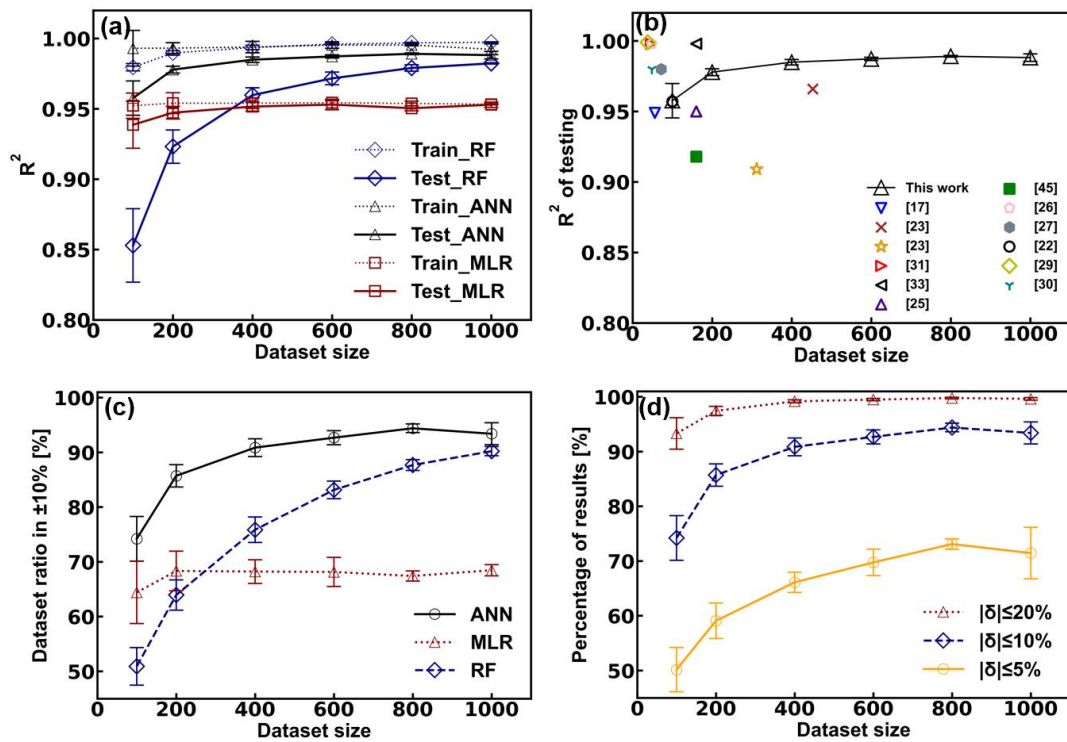 (a)
R²
1.00
0.95
0.90
0.85
0.80
Train_RF
Test_RF
Train_ANN
Test_ANN
Train_MLR
Test_MLR
0 200 400 600 800 1000
Dataset size
(b)
R² of testing
1.00
0.95
0.90
0.85
0.80
This work
[17]
[23]
[23]
[31]
[33]
[25]
[45]
[26]
[27]
[22]
[29]
[30]
0 200 400 600 800 1000
Dataset size
(c)
Dataset ratio in ±10% [%]
100
90
80
70
60
50
ANN
MLR
RF
0 200 400 600 800 1000
Dataset size
(d)
Percentage of results [%]
100
90
80
70
60
50
|δ|≤20%
|δ|≤10%
|δ|≤5%
0 200 400 600 800 1000
Dataset size